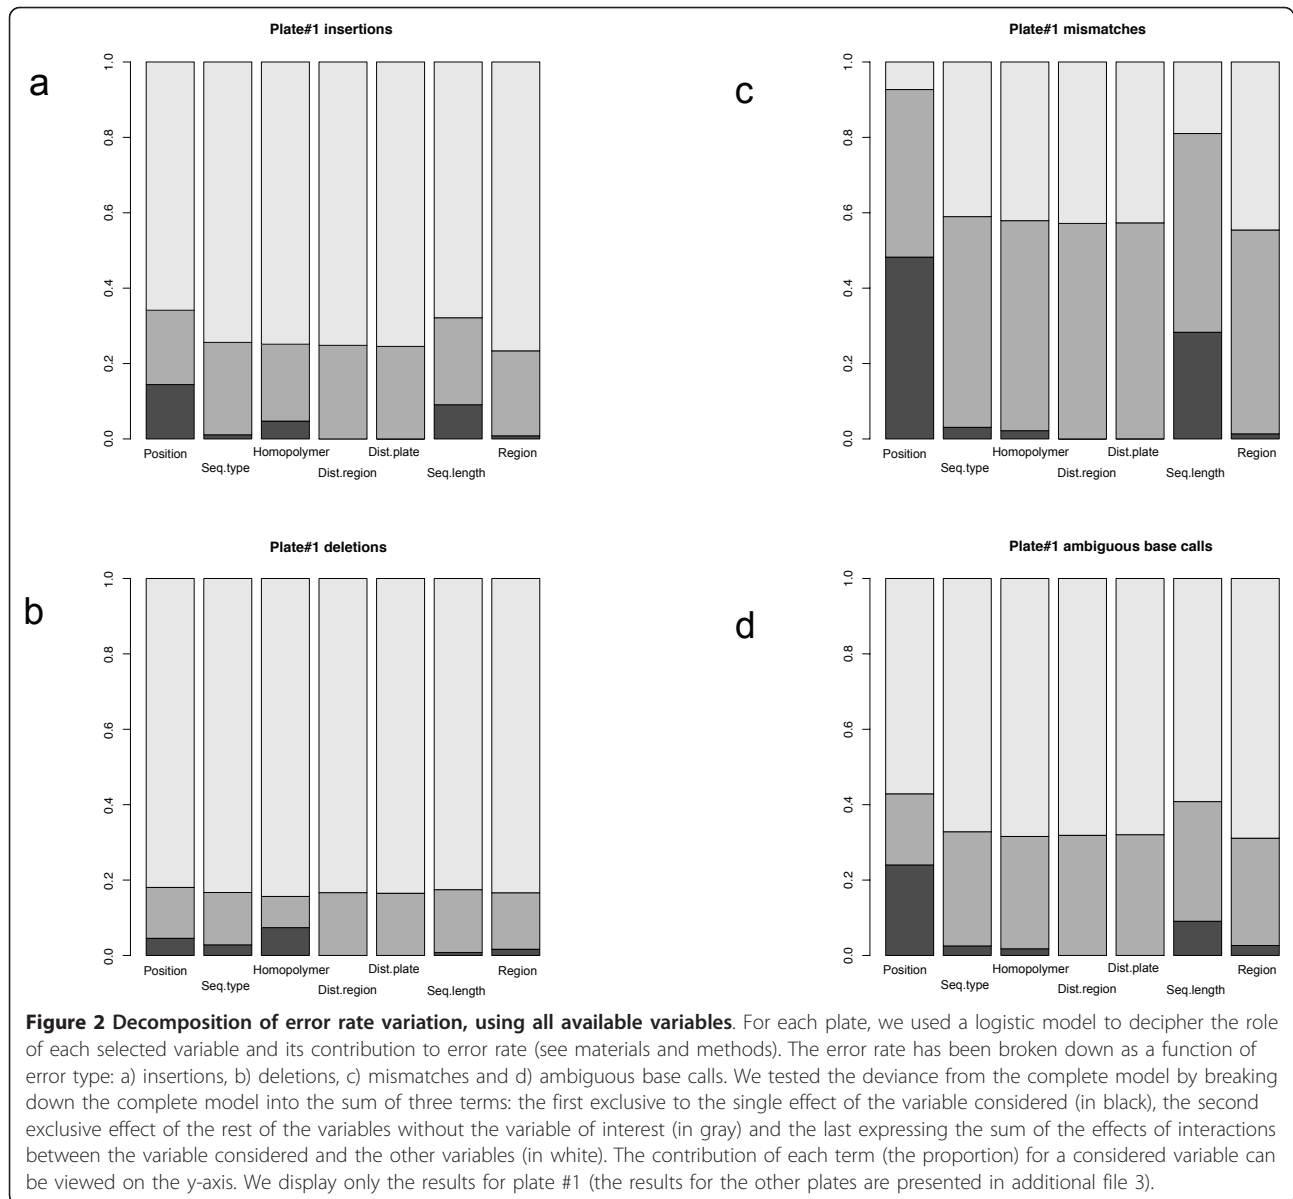 Plate#1 insertions
a
1.0
0.8
0.6
0.4
0.2
0.0
Position
Seq.type
Homopolymer
Dist.region
Dist.plate
Seq.length
Region
Plate#1 deletions
b
1.0
0.8
0.6
0.4
0.2
0.0
Position
Seq.type
Homopolymer
Dist.region
Dist.plate
Seq.length
Region
Plate#1 mismatches
c
1.0
0.8
0.6
0.4
0.2
0.0
Position
Seq.type
Homopolymer
Dist.region
Dist.plate
Seq.length
Region
Plate#1 ambiguous base calls
d
1.0
0.8
0.6
0.4
0.2
0.0
Position
Seq.type
Homopolymer
Dist.region
Dist.plate
Seq.length
Region
Figure 2 Decomposition of error rate variation, using all available variables. For each plate, we used a logistic model to decipher the role
of each selected variable and its contribution to error rate (see materials and methods). The error rate has been broken down as a function of
error type: a) insertions, b) deletions, c) mismatches and d) ambiguous base calls. We tested the deviance from the complete model by breaking
down the complete model into the sum of three terms: the first exclusive to the single effect of the variable considered (in black), the second
exclusive effect of the rest of the variables without the variable of interest (in gray) and the last expressing the sum of the effects of interactions
between the variable considered and the other variables (in white). The contribution of each term (the proportion) for a considered variable can
be viewed on the y-axis. We display only the results for plate #1 (the results for the other plates are presented in additional file 3).